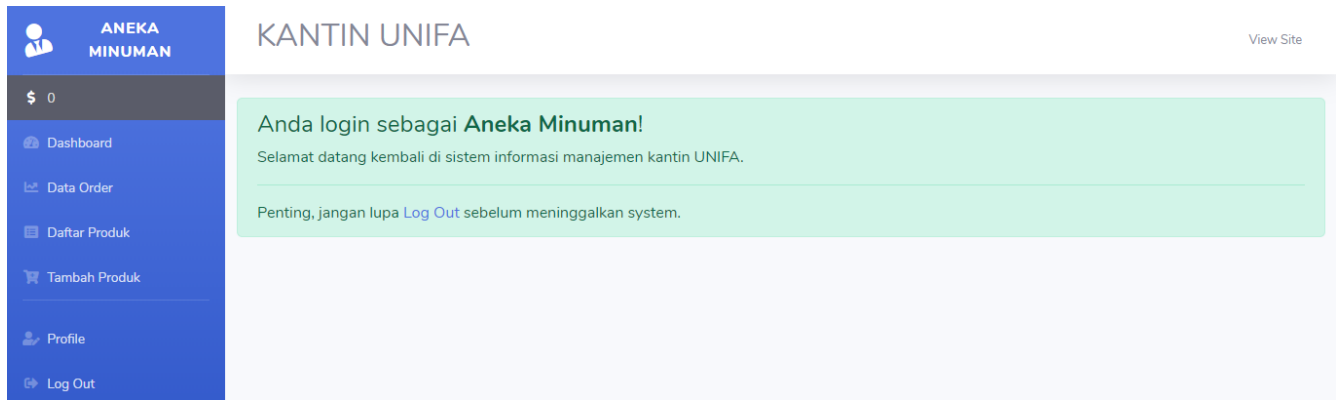 ANEKA
MINUMAN
$ 0
Dashboard
Data Order
Daftar Produk
Tambah Produk
Profile
Log Out
KANTIN UNIFA
View Site
Anda login sebagai Aneka Minuman!
Selamat datang kembali di sistem informasi manajemen kantin UNIFA.
Penting, jangan lupa Log Out sebelum meninggalkan system.